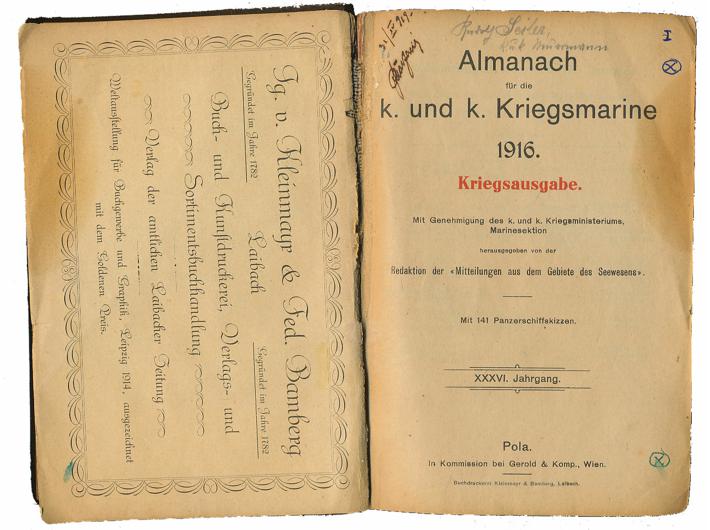 Jg. v. Kleinmayr & Fed. Bamberg
Gegründet im Jahre 1782
Laibach
Gegründet im Jahre 1782
Buch- und Kunstdruckerei, Verlags- und
Sortimentsbuchhandlung
Verlag der amtlichen Laibacher Zeitung
Weltausstellung für Buchgewerbe und Graphik, Leipzig 1914, ausgezeichnet
mit dem Goldenen Preis.
Rudolf Seiler,
I
Almanach
für die
k. und k. Kriegsmarine
1916.
Kriegsausgabe.
Mit Genehmigung des k. und k. Kriegsministeriums,
Marinesektion
herausgegeben von der
Redaktion der «Mitteilungen aus dem Gebiete des Seewesens».
Mit 141 Panzerschiffskizzen.
XXXVI. Jahrgang.
Pola.
In Kommission bei Gerold & Komp., Wien.
Buchdruckerei Kleinmayr & Bamberg, Laibach.